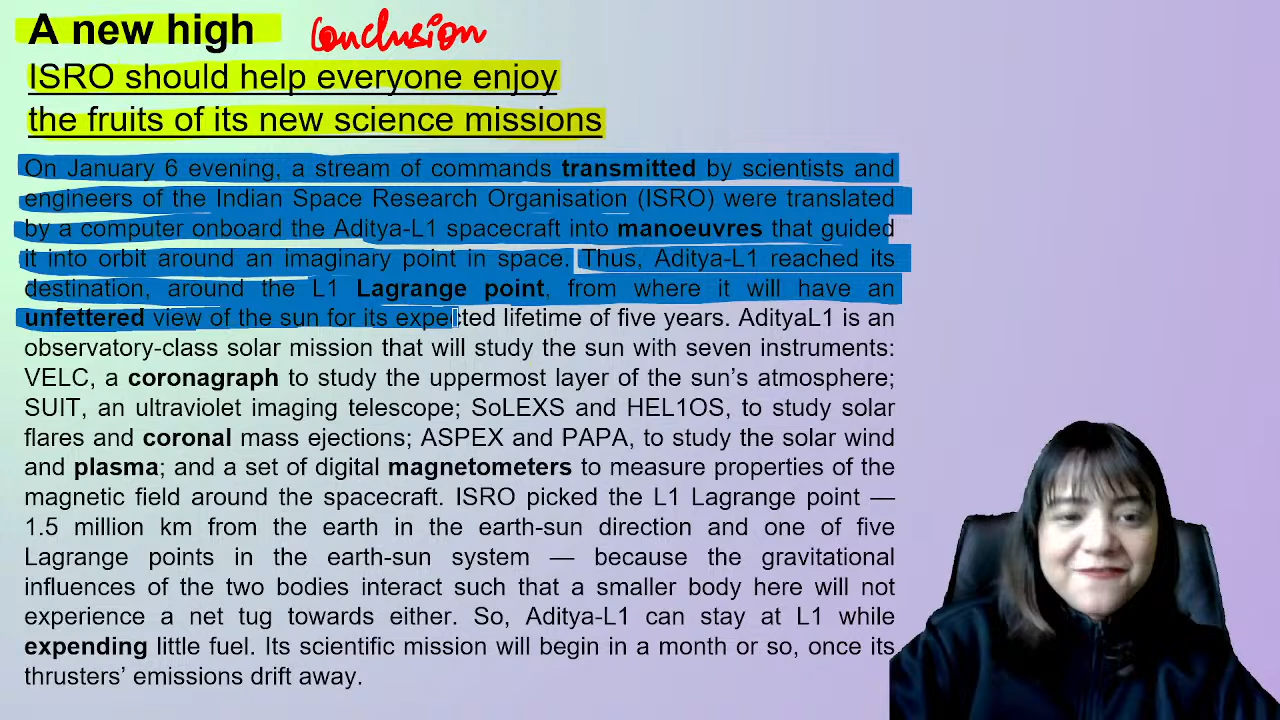 A new high
conclusion
ISRO should help everyone enjoy
the fruits of its new science missions
On January 6 evening, a stream of commands transmitted by scientists and
engineers of the Indian Space Research Organisation (ISRO) were translated
by a computer onboard the Aditya-L1 spacecraft into manoeuvres that guided
it into orbit around an imaginary point in space. Thus, Aditya-L1 reached its
destination, around the L1 Lagrange point, from where it will have an
unfettered view of the sun for its expected lifetime of five years. AdityaL1 is an
observatory-class solar mission that will study the sun with seven instruments:
VELC, a coronagraph to study the uppermost layer of the sun’s atmosphere;
SUIT, an ultraviolet imaging telescope; SoLEXS and HEL1OS, to study solar
flares and coronal mass ejections; ASPEX and PAPA, to study the solar wind
and plasma; and a set of digital magnetometers to measure properties of the
magnetic field around the spacecraft. ISRO picked the L1 Lagrange point —
1.5 million km from the earth in the earth-sun direction and one of five
Lagrange points in the earth-sun system — because the gravitational
influences of the two bodies interact such that a smaller body here will not
experience a net tug towards either. So, Aditya-L1 can stay at L1 while
expending little fuel. Its scientific mission will begin in a month or so, once its
thrusters’ emissions drift away.